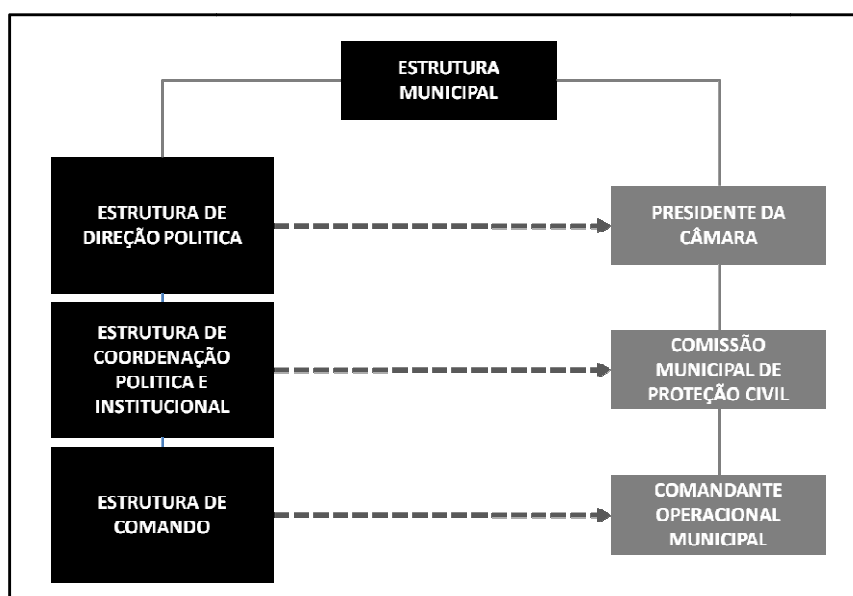 ESTRUTURA
MUNICIPAL
ESTRUTURA DE
DIREÇÃO POLITICA
PRESIDENTE DA
CÂMARA
ESTRUTURA DE
COORDENAÇÃO
POLITICA E
INSTITUCIONAL
COMISSÃO
MUNICIPAL DE
PROTEÇÃO CIVIL
ESTRUTURA DE
COMANDO
COMANDANTE
OPERACIONAL
MUNICIPAL